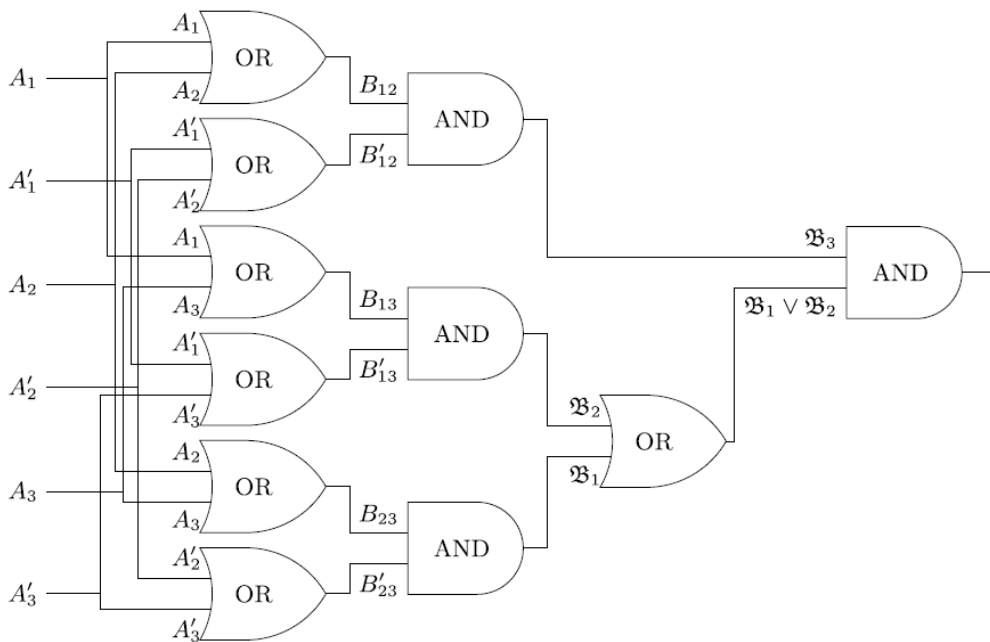 A₁
A₁
OR
A₂
B₁₂
AND
A′₁
A′₁
OR
A′₂
B′₁₂
𝔅₃
AND
𝔅₁ ∨ 𝔅₂
A₂
A₁
OR
A₃
B₁₃
AND
A′₂
A′₁
OR
A′₃
B′₁₃
𝔅₂
OR
𝔅₁
A₃
A₂
OR
A₃
B₂₃
AND
A′₃
A′₂
OR
A′₃
B′₂₃